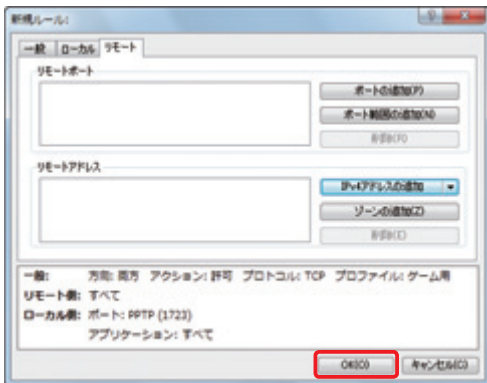 新規ルール:
一般 ローカル リモート
リモートポート
ポートの追加(P)
ポート範囲の追加(N)
削除(R)
リモートアドレス
IPv4アドレスの追加
ゾーンの追加(Z)
削除(E)
一般: 方向: 両方 アクション: 許可 プロトコル: TCP プロファイル: ゲーム用
リモート側: すべて
ローカル側: ポート: PPTP (1723)
アプリケーション: すべて
OK(O) キャンセル(C)